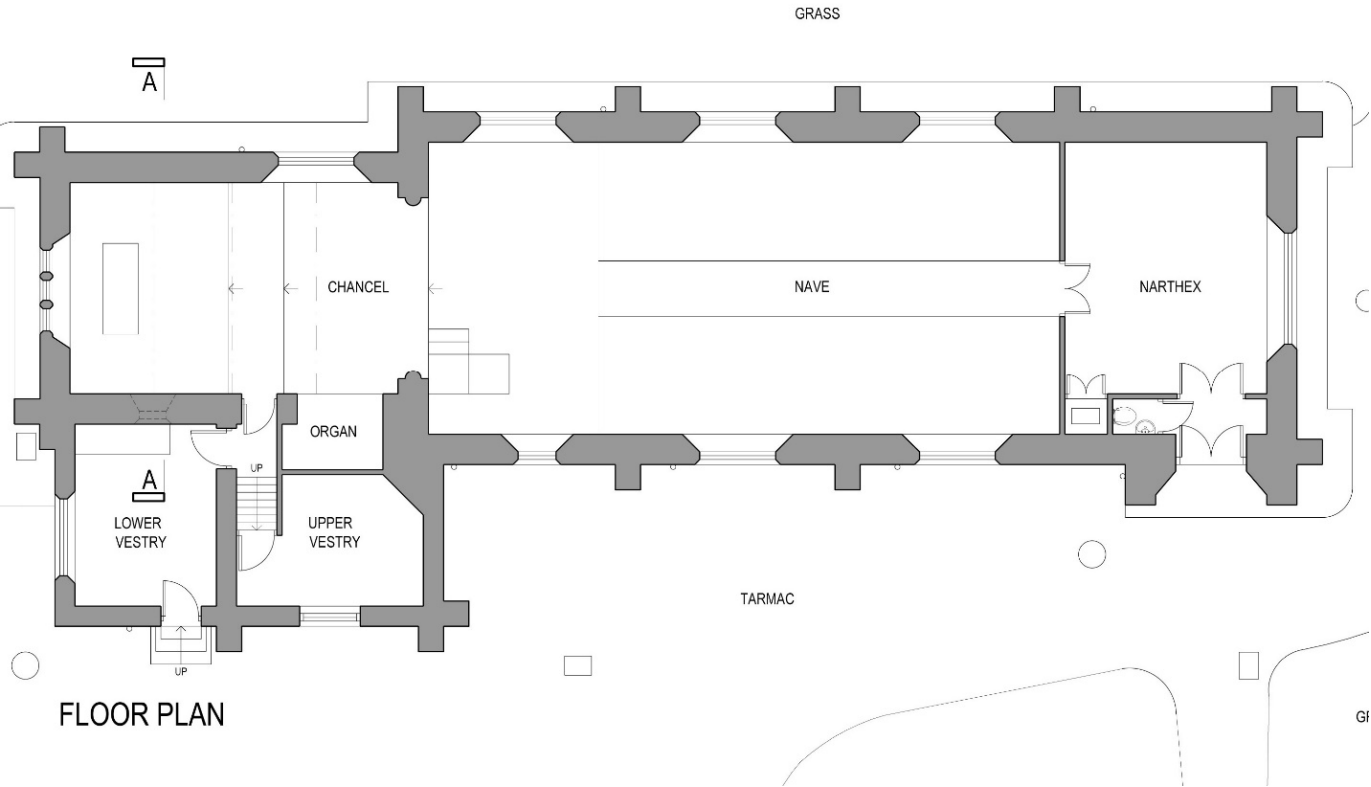 GRASS
A
CHANCEL
NAVE
NARTHEX
ORGAN
UP
A
LOWER
VESTRY
UPPER
VESTRY
TARMAC
UP
FLOOR PLAN